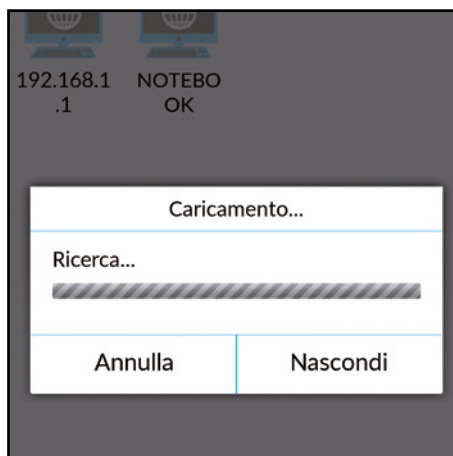 192.168.1 NOTEBO
.1 OK
Caricamento...
Ricerca...
Annulla Nascondi